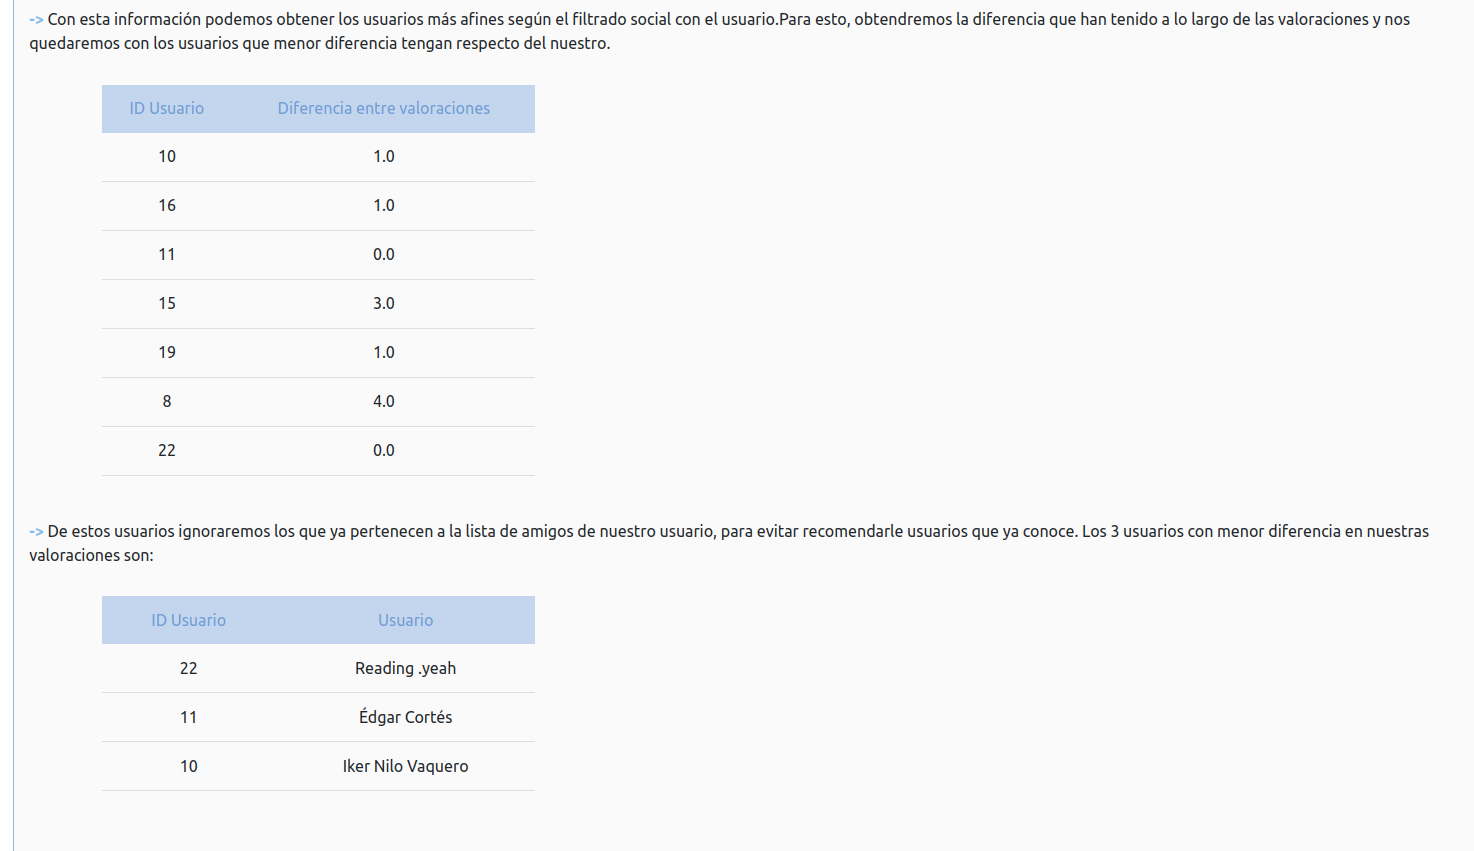 -> Con esta información podemos obtener los usuarios más afines según el filtrado social con el usuario.Para esto, obtendremos la diferencia que han tenido a lo largo de las valoraciones y nos
quedaremos con los usuarios que menor diferencia tengan respecto del nuestro.
ID Usuario Diferencia entre valoraciones
10 1.0
16 1.0
11 0.0
15 3.0
19 1.0
8 4.0
22 0.0
-> De estos usuarios ignoraremos los que ya pertenecen a la lista de amigos de nuestro usuario, para evitar recomendarle usuarios que ya conoce. Los 3 usuarios con menor diferencia en nuestras
valoraciones son:
ID Usuario Usuario
22 Reading .yeah
11 Édgar Cortés
10 Iker Nilo Vaquero